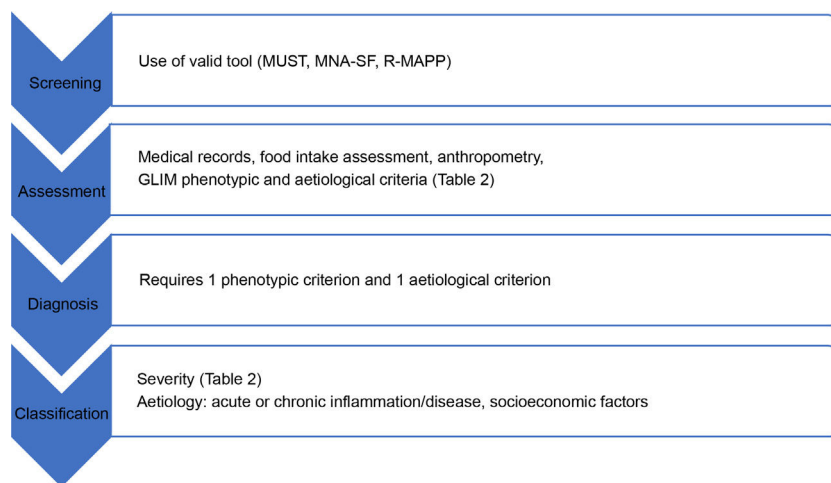 Screening
Use of valid tool (MUST, MNA-SF, R-MAPP)
Assessment
Medical records, food intake assessment, anthropometry,
GLIM phenotypic and aetiological criteria (Table 2)
Diagnosis
Requires 1 phenotypic criterion and 1 aetiological criterion
Classification
Severity (Table 2)
Aetiology: acute or chronic inflammation/disease, socioeconomic factors